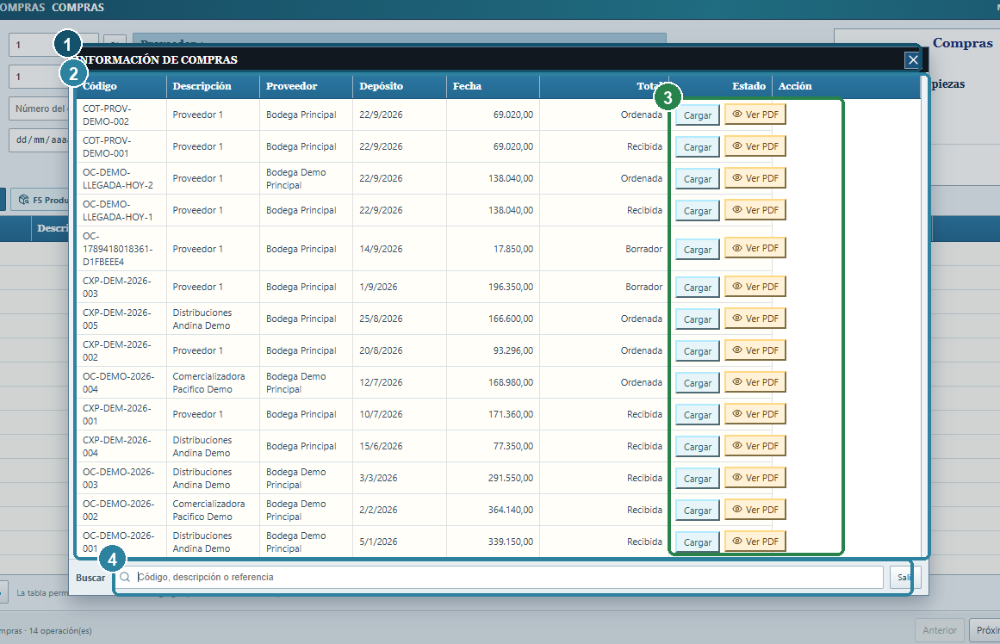 COMPRAS COMPRAS
1
1
Compras
piezas
Número del
dd/mm/aaaa
F5 Produ
Descri
1
INFORMACIÓN DE COMPRAS
2
Código Descripción Proveedor Depósito Fecha Total Estado Acción
3
COT-PROV-
DEMO-002 Proveedor 1 Bodega Principal 22/9/2026 69.020,00 Ordenada Cargar Ver PDF
COT-PROV-
DEMO-001 Proveedor 1 Bodega Principal 22/9/2026 69.020,00 Recibida Cargar Ver PDF
OC-DEMO- Bodega Demo
LLEGADA-HOY-2 Proveedor 1 Principal 22/9/2026 138.040,00 Ordenada Cargar Ver PDF
OC-DEMO-
LLEGADA-HOY-1 Proveedor 1 Bodega Principal 22/9/2026 138.040,00 Recibida Cargar Ver PDF
OC-
1789418018361- Proveedor 1 Bodega Principal 14/9/2026 17.850,00 Borrador Cargar Ver PDF
D1FBEEE4
CXP-DEM-2026-
003 Proveedor 1 Bodega Principal 1/9/2026 196.350,00 Borrador Cargar Ver PDF
CXP-DEM-2026- Distribuciones
005 Andina Demo Bodega Principal 25/8/2026 166.600,00 Ordenada Cargar Ver PDF
CXP-DEM-2026-
002 Proveedor 1 Bodega Principal 20/8/2026 93.296,00 Ordenada Cargar Ver PDF
OC-DEMO-2026- Comercializadora Bodega Demo
004 Pacifico Demo Principal 12/7/2026 168.980,00 Ordenada Cargar Ver PDF
CXP-DEM-2026-
001 Proveedor 1 Bodega Principal 10/7/2026 171.360,00 Recibida Cargar Ver PDF
CXP-DEM-2026- Distribuciones
004 Andina Demo Bodega Principal 15/6/2026 77.350,00 Recibida Cargar Ver PDF
OC-DEMO-2026- Distribuciones Bodega Demo
003 Andina Demo Principal 3/3/2026 291.550,00 Recibida Cargar Ver PDF
OC-DEMO-2026- Comercializadora Bodega Demo
002 Pacifico Demo Principal 2/2/2026 364.140,00 Recibida Cargar Ver PDF
OC-DEMO-2026- Distribuciones Bodega Demo
001 Andina Demo Principal 5/1/2026 339.150,00 Recibida Cargar Ver PDF
4
Buscar Código, descripción o referencia Sali
La tabla perm
mpras · 14 operación(es) Anterior Próxi